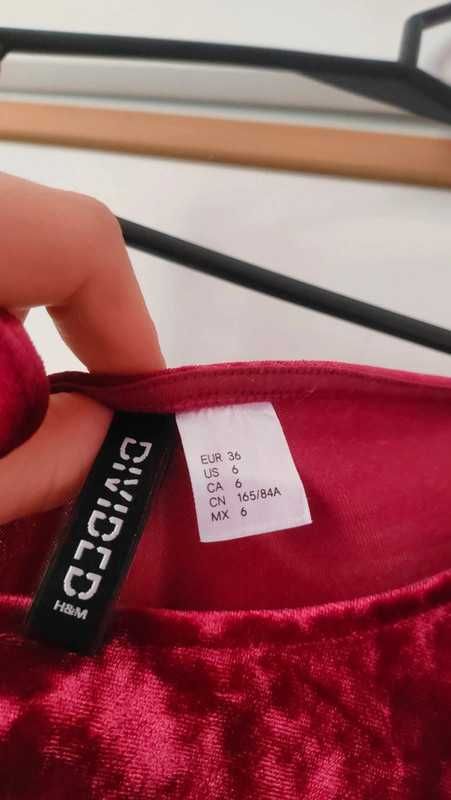 DIVIDED
H&M
EUR 36
US 6
CA 6
CN 165/84A
MX 6